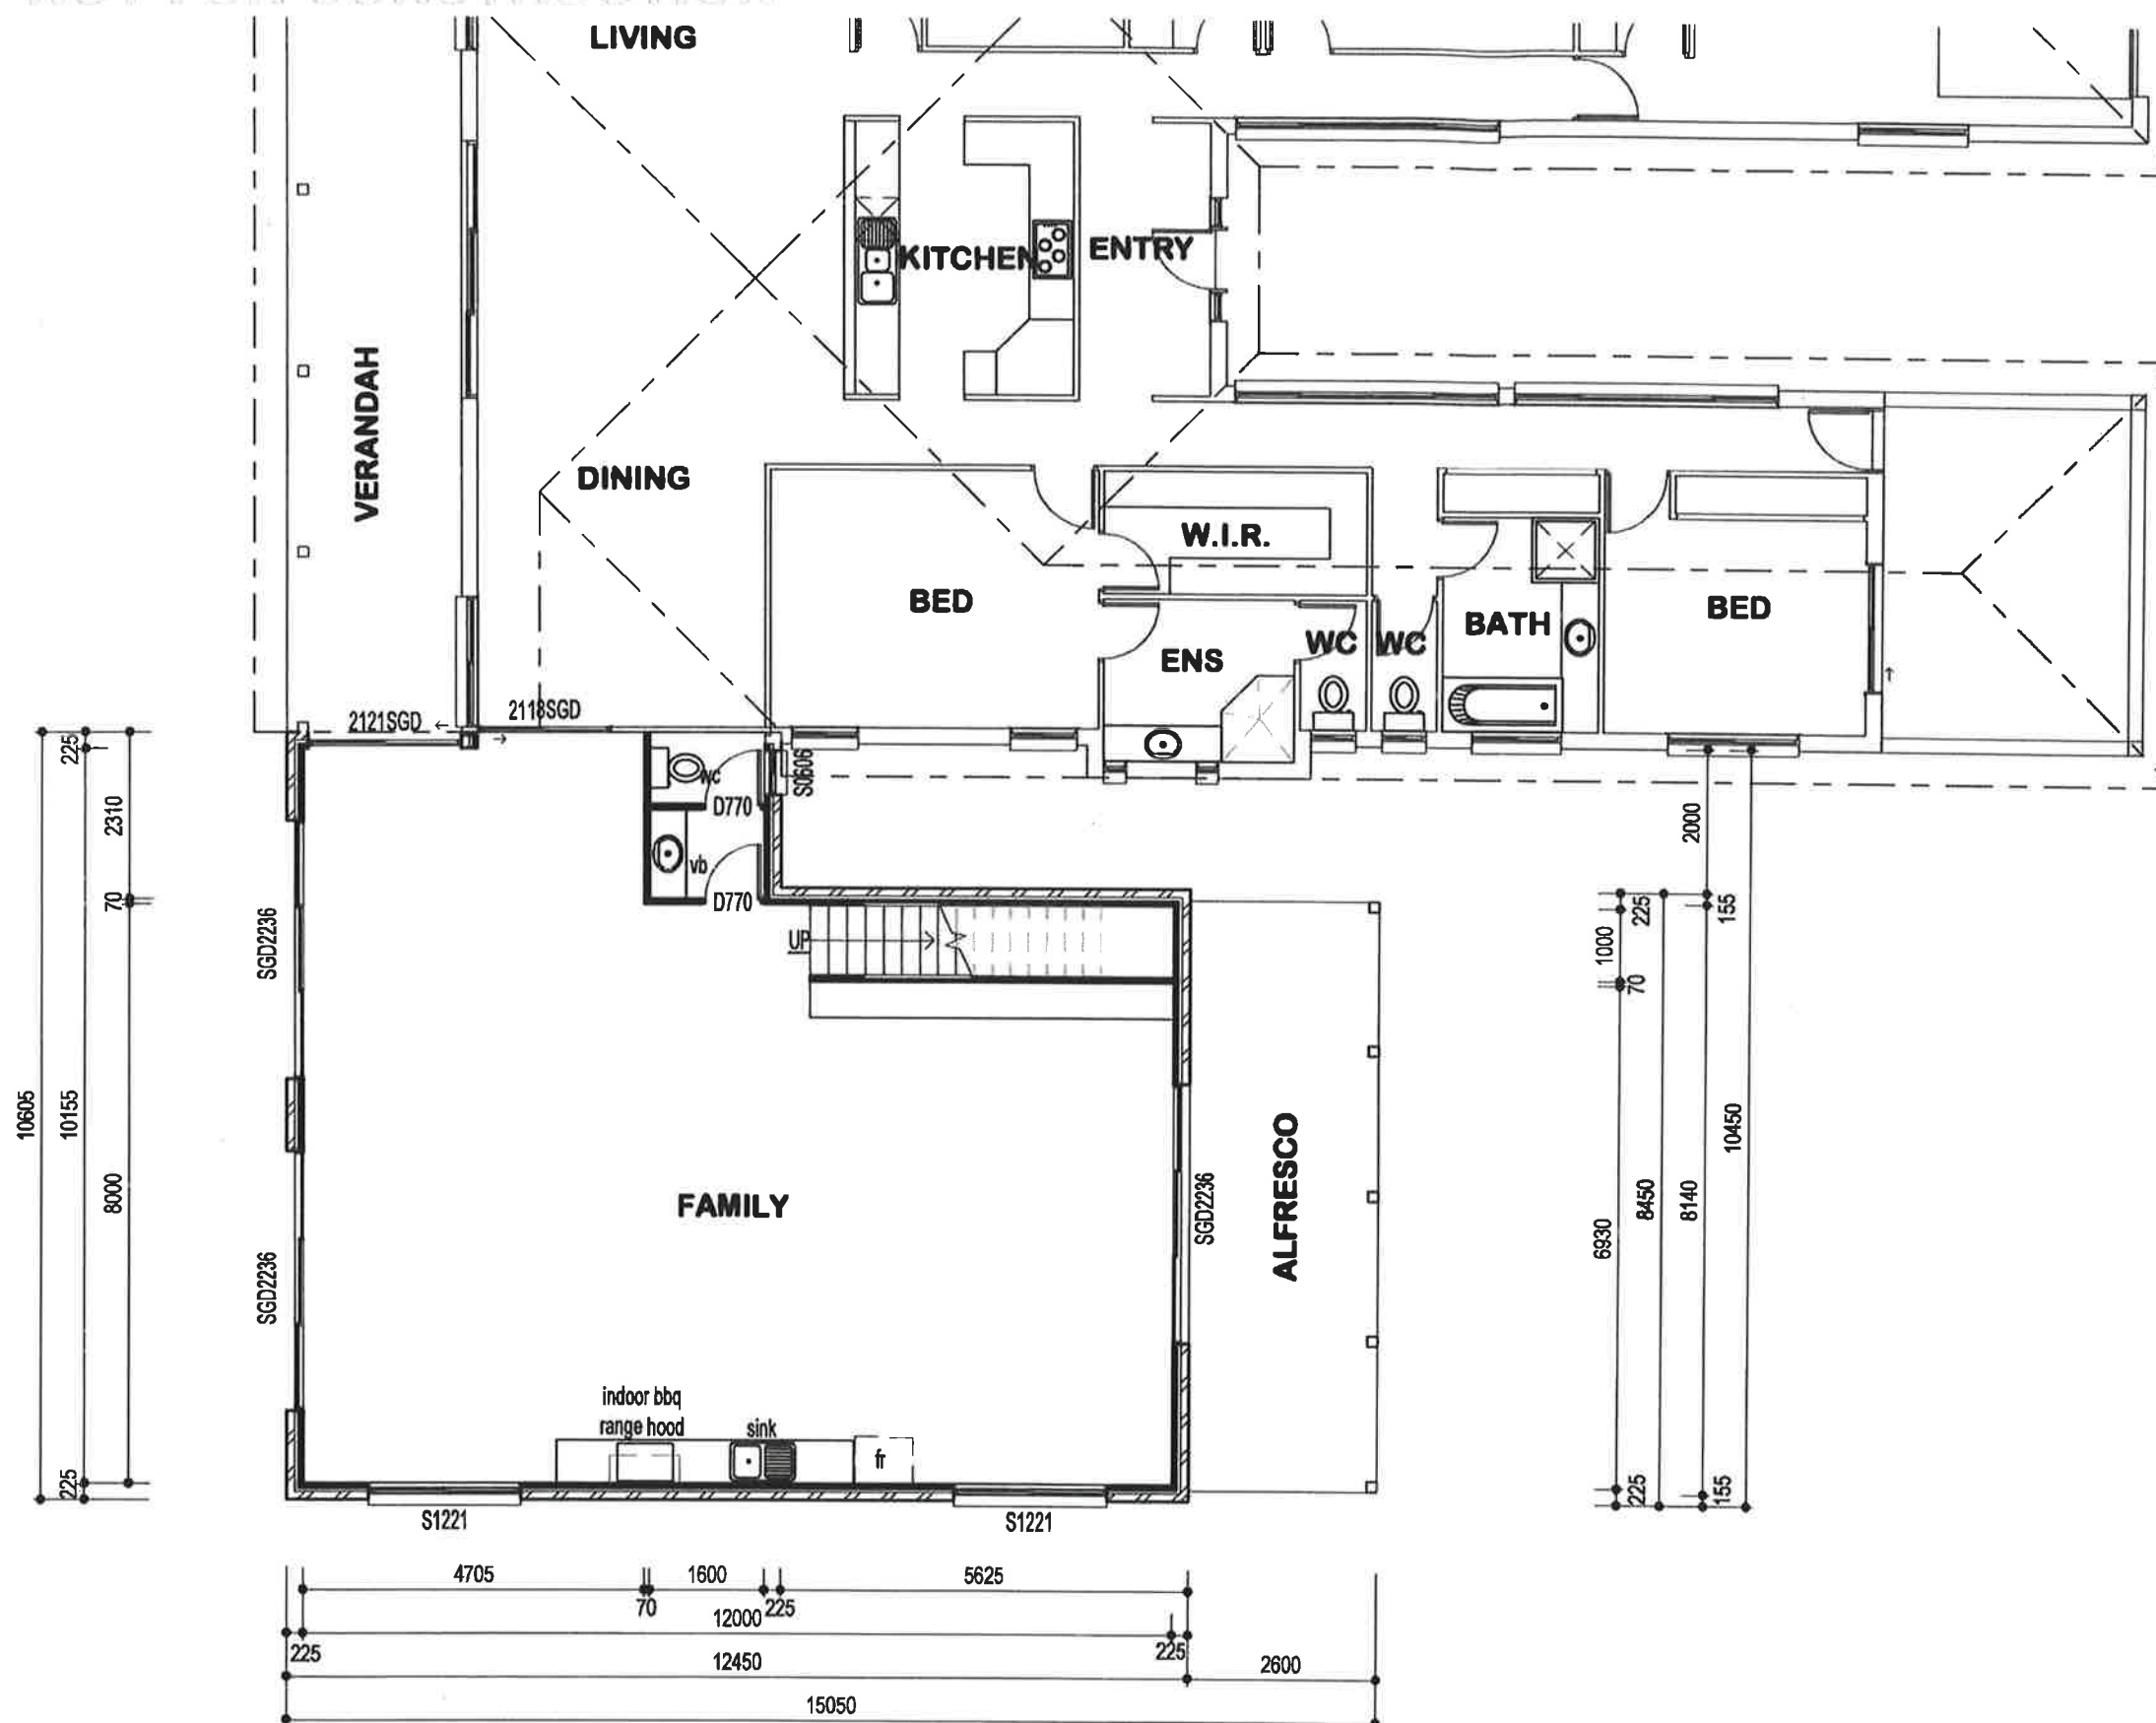 LIVING
KITCHEN
ENTRY
VERANDAH
DINING
W.I.R.
BED
ENS
WC
WC
BATH
BED
2121SGD
2118SGD
wc
S0606
D770
vb
D770
225
2310
70
10605
10155
8000
225
SGD2236
SGD2236
UP
FAMILY
SGD2236
ALFRESCO
2000
225
155
1000
70
10450
8450
8140
6930
225
155
indoor bbq
range hood
sink
fr
S1221
S1221
4705
1600
5625
70
12000
225
225
225
12450
2600
15050